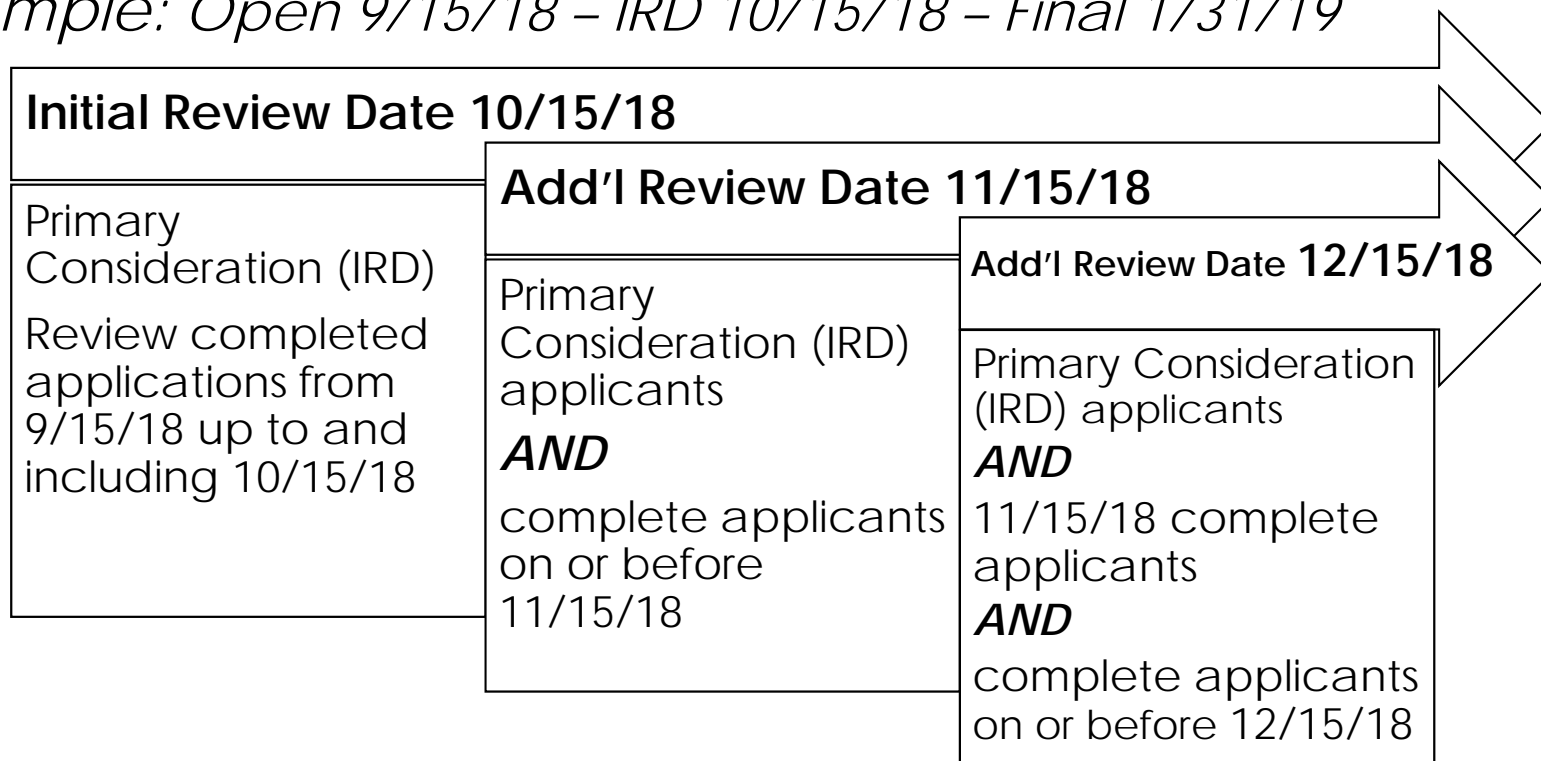 mple: Open 9/15/18 – IRD 10/15/18 – Final 1/31/19
Initial Review Date 10/15/18
Primary
Consideration (IRD)
Review completed
applications from
9/15/18 up to and
including 10/15/18
Add'l Review Date 11/15/18
Primary
Consideration (IRD)
applicants
AND
complete applicants
on or before
11/15/18
Add'l Review Date 12/15/18
Primary Consideration
(IRD) applicants
AND
11/15/18 complete
applicants
AND
complete applicants
on or before 12/15/18